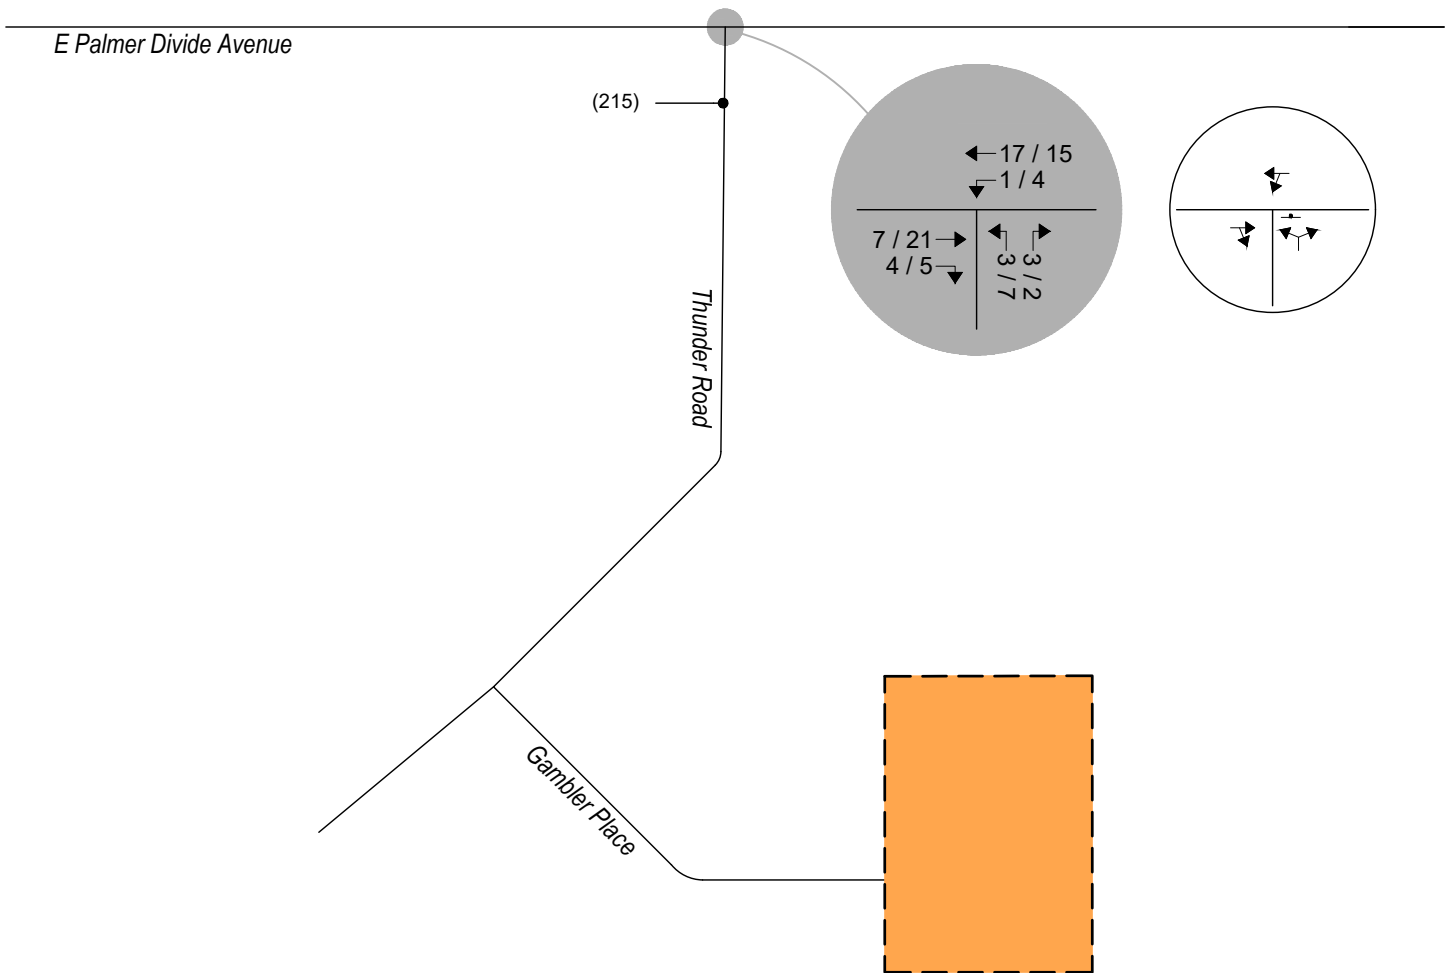 E Palmer Divide Avenue
(215)
17 / 15
1 / 4
7 / 21
4 / 5
3 / 7
3 / 2
Thunder Road
Gambler Place